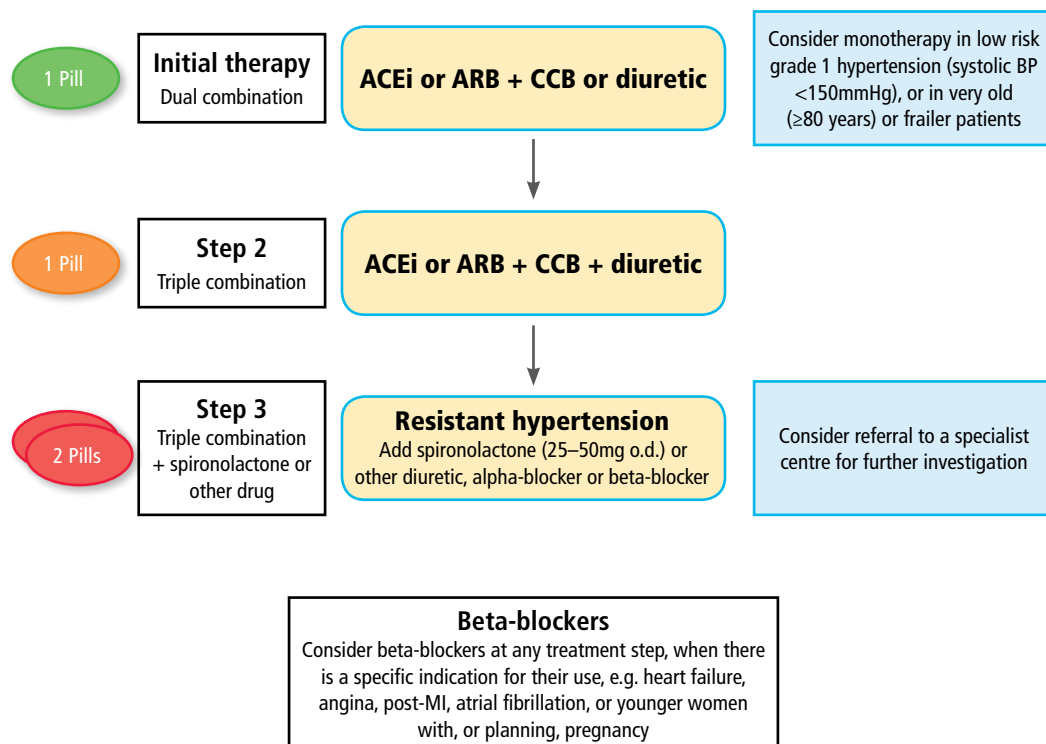 1 Pill
Initial therapy
Dual combination
ACEi or ARB + CCB or diuretic
Consider monotherapy in low risk
grade 1 hypertension (systolic BP
<150mmHg), or in very old
(≥80 years) or frailer patients
1 Pill
Step 2
Triple combination
ACEi or ARB + CCB + diuretic
2 Pills
Step 3
Triple combination
+ spironolactone or
other drug
Resistant hypertension
Add spironolactone (25–50mg o.d.) or
other diuretic, alpha-blocker or beta-blocker
Consider referral to a specialist
centre for further investigation
Beta-blockers
Consider beta-blockers at any treatment step, when there
is a specific indication for their use, e.g. heart failure,
angina, post-MI, atrial fibrillation, or younger women
with, or planning, pregnancy